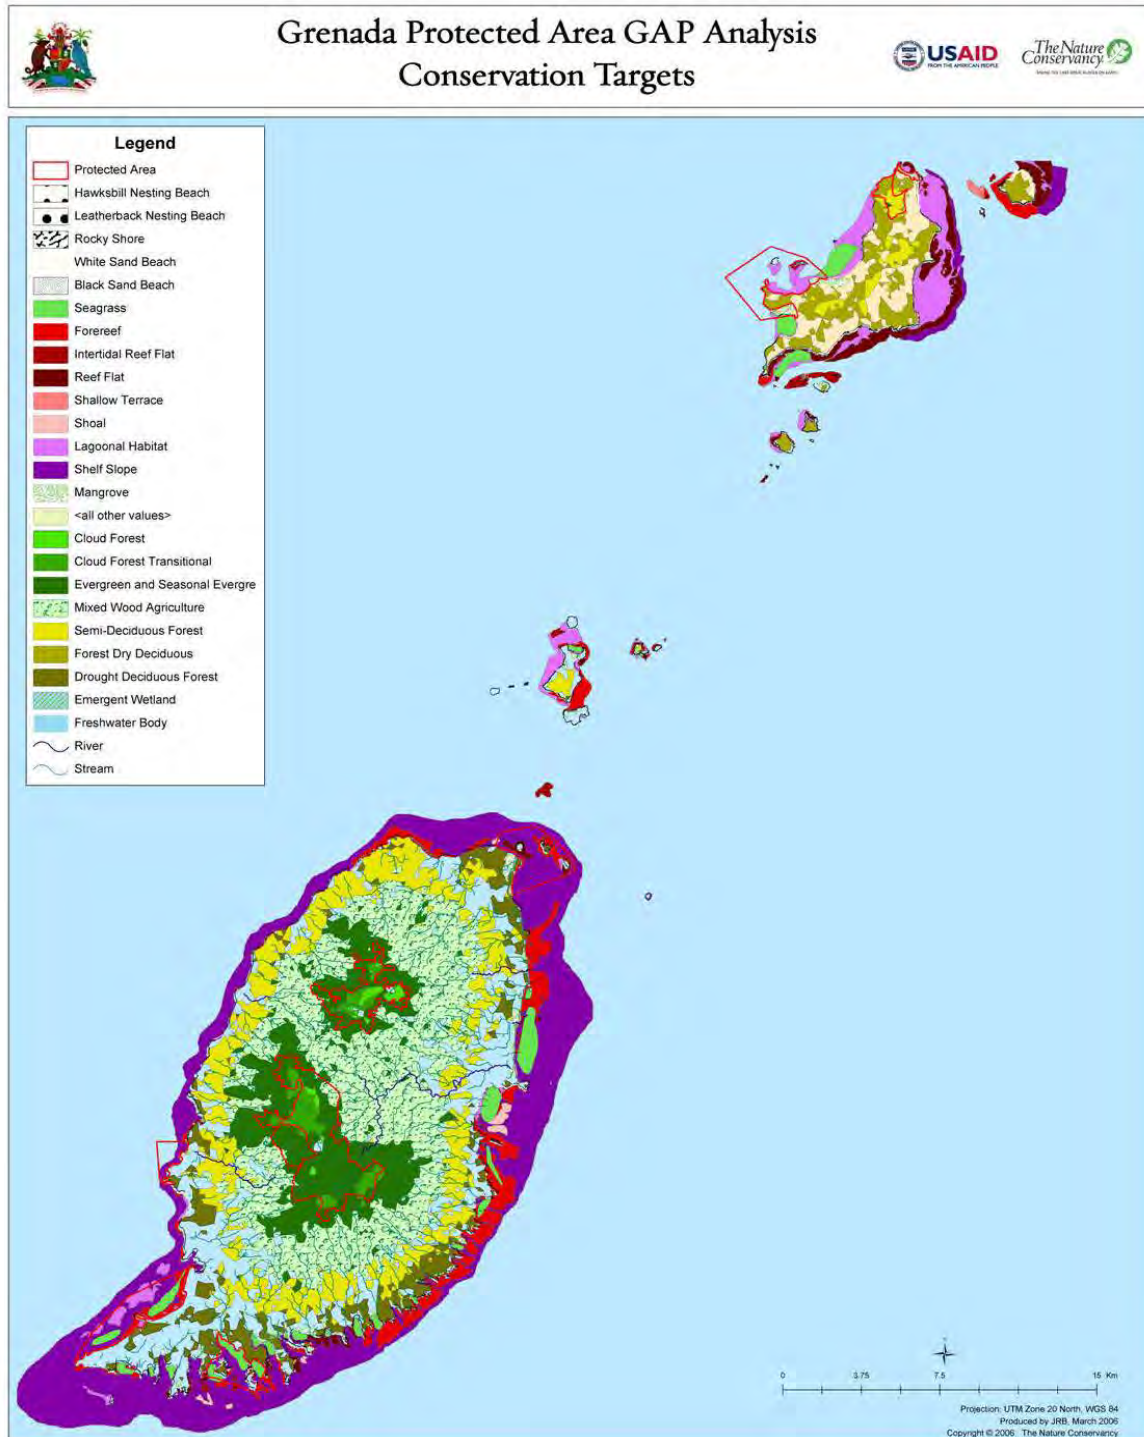 Grenada Protected Area GAP Analysis
Conservation Targets
USAID
FROM THE AMERICAN PEOPLE
The Nature
Conservancy
Legend
Protected Area
Hawksbill Nesting Beach
Leatherback Nesting Beach
Rocky Shore
White Sand Beach
Black Sand Beach
Seagrass
Forereef
Intertidal Reef Flat
Reef Flat
Shallow Terrace
Shoal
Lagoonal Habitat
Shelf Slope
Mangrove
<all other values>
Cloud Forest
Cloud Forest Transitional
Evergreen and Seasonal Evergre
Mixed Wood Agriculture
Semi-Deciduous Forest
Forest Dry Deciduous
Drought Deciduous Forest
Emergent Wetland
Freshwater Body
River
Stream
0 3.75 7.5 15 Km
Projection: UTM Zone 20 North, WGS 84
Produced by JRB, March 2006
Copyright © 2006 The Nature Conservancy